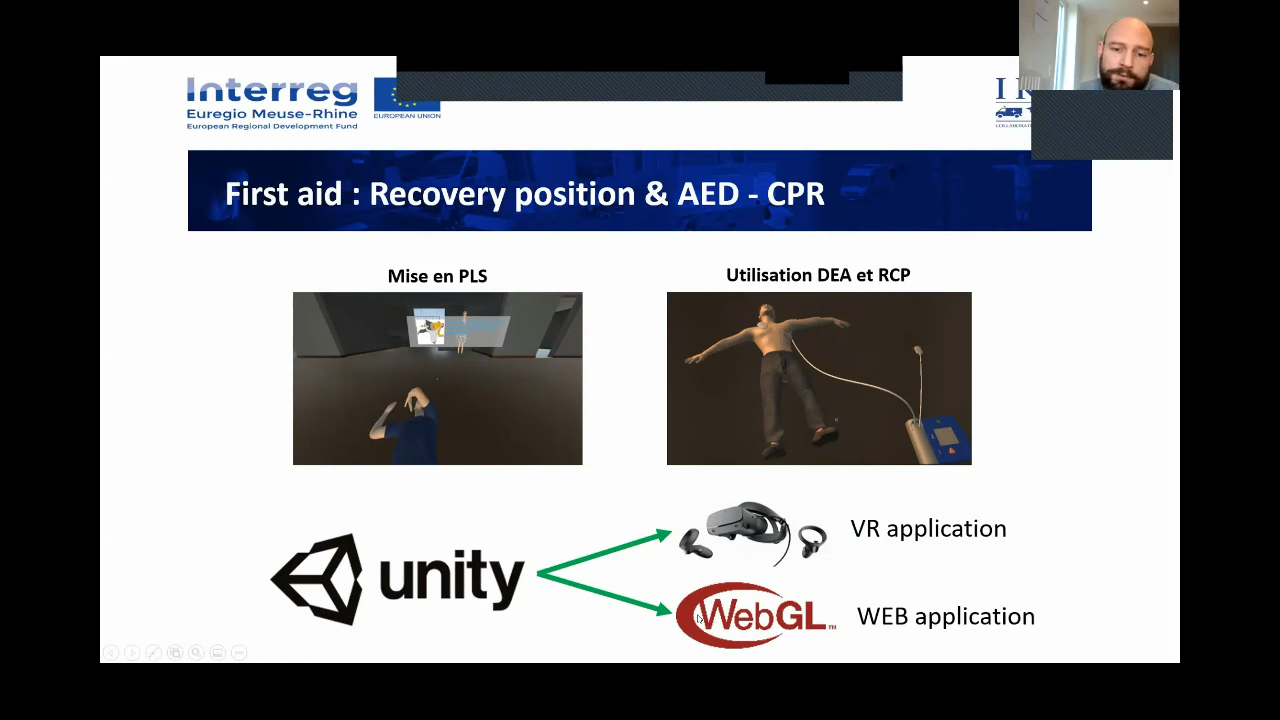 Interreg
Euregio Meuse-Rhine
European Regional Development Fund
EUROPEAN UNION
First aid : Recovery position & AED - CPR
Mise en PLS
Utilisation DEA et RCP
unity
VR application
WebGL™
WEB application